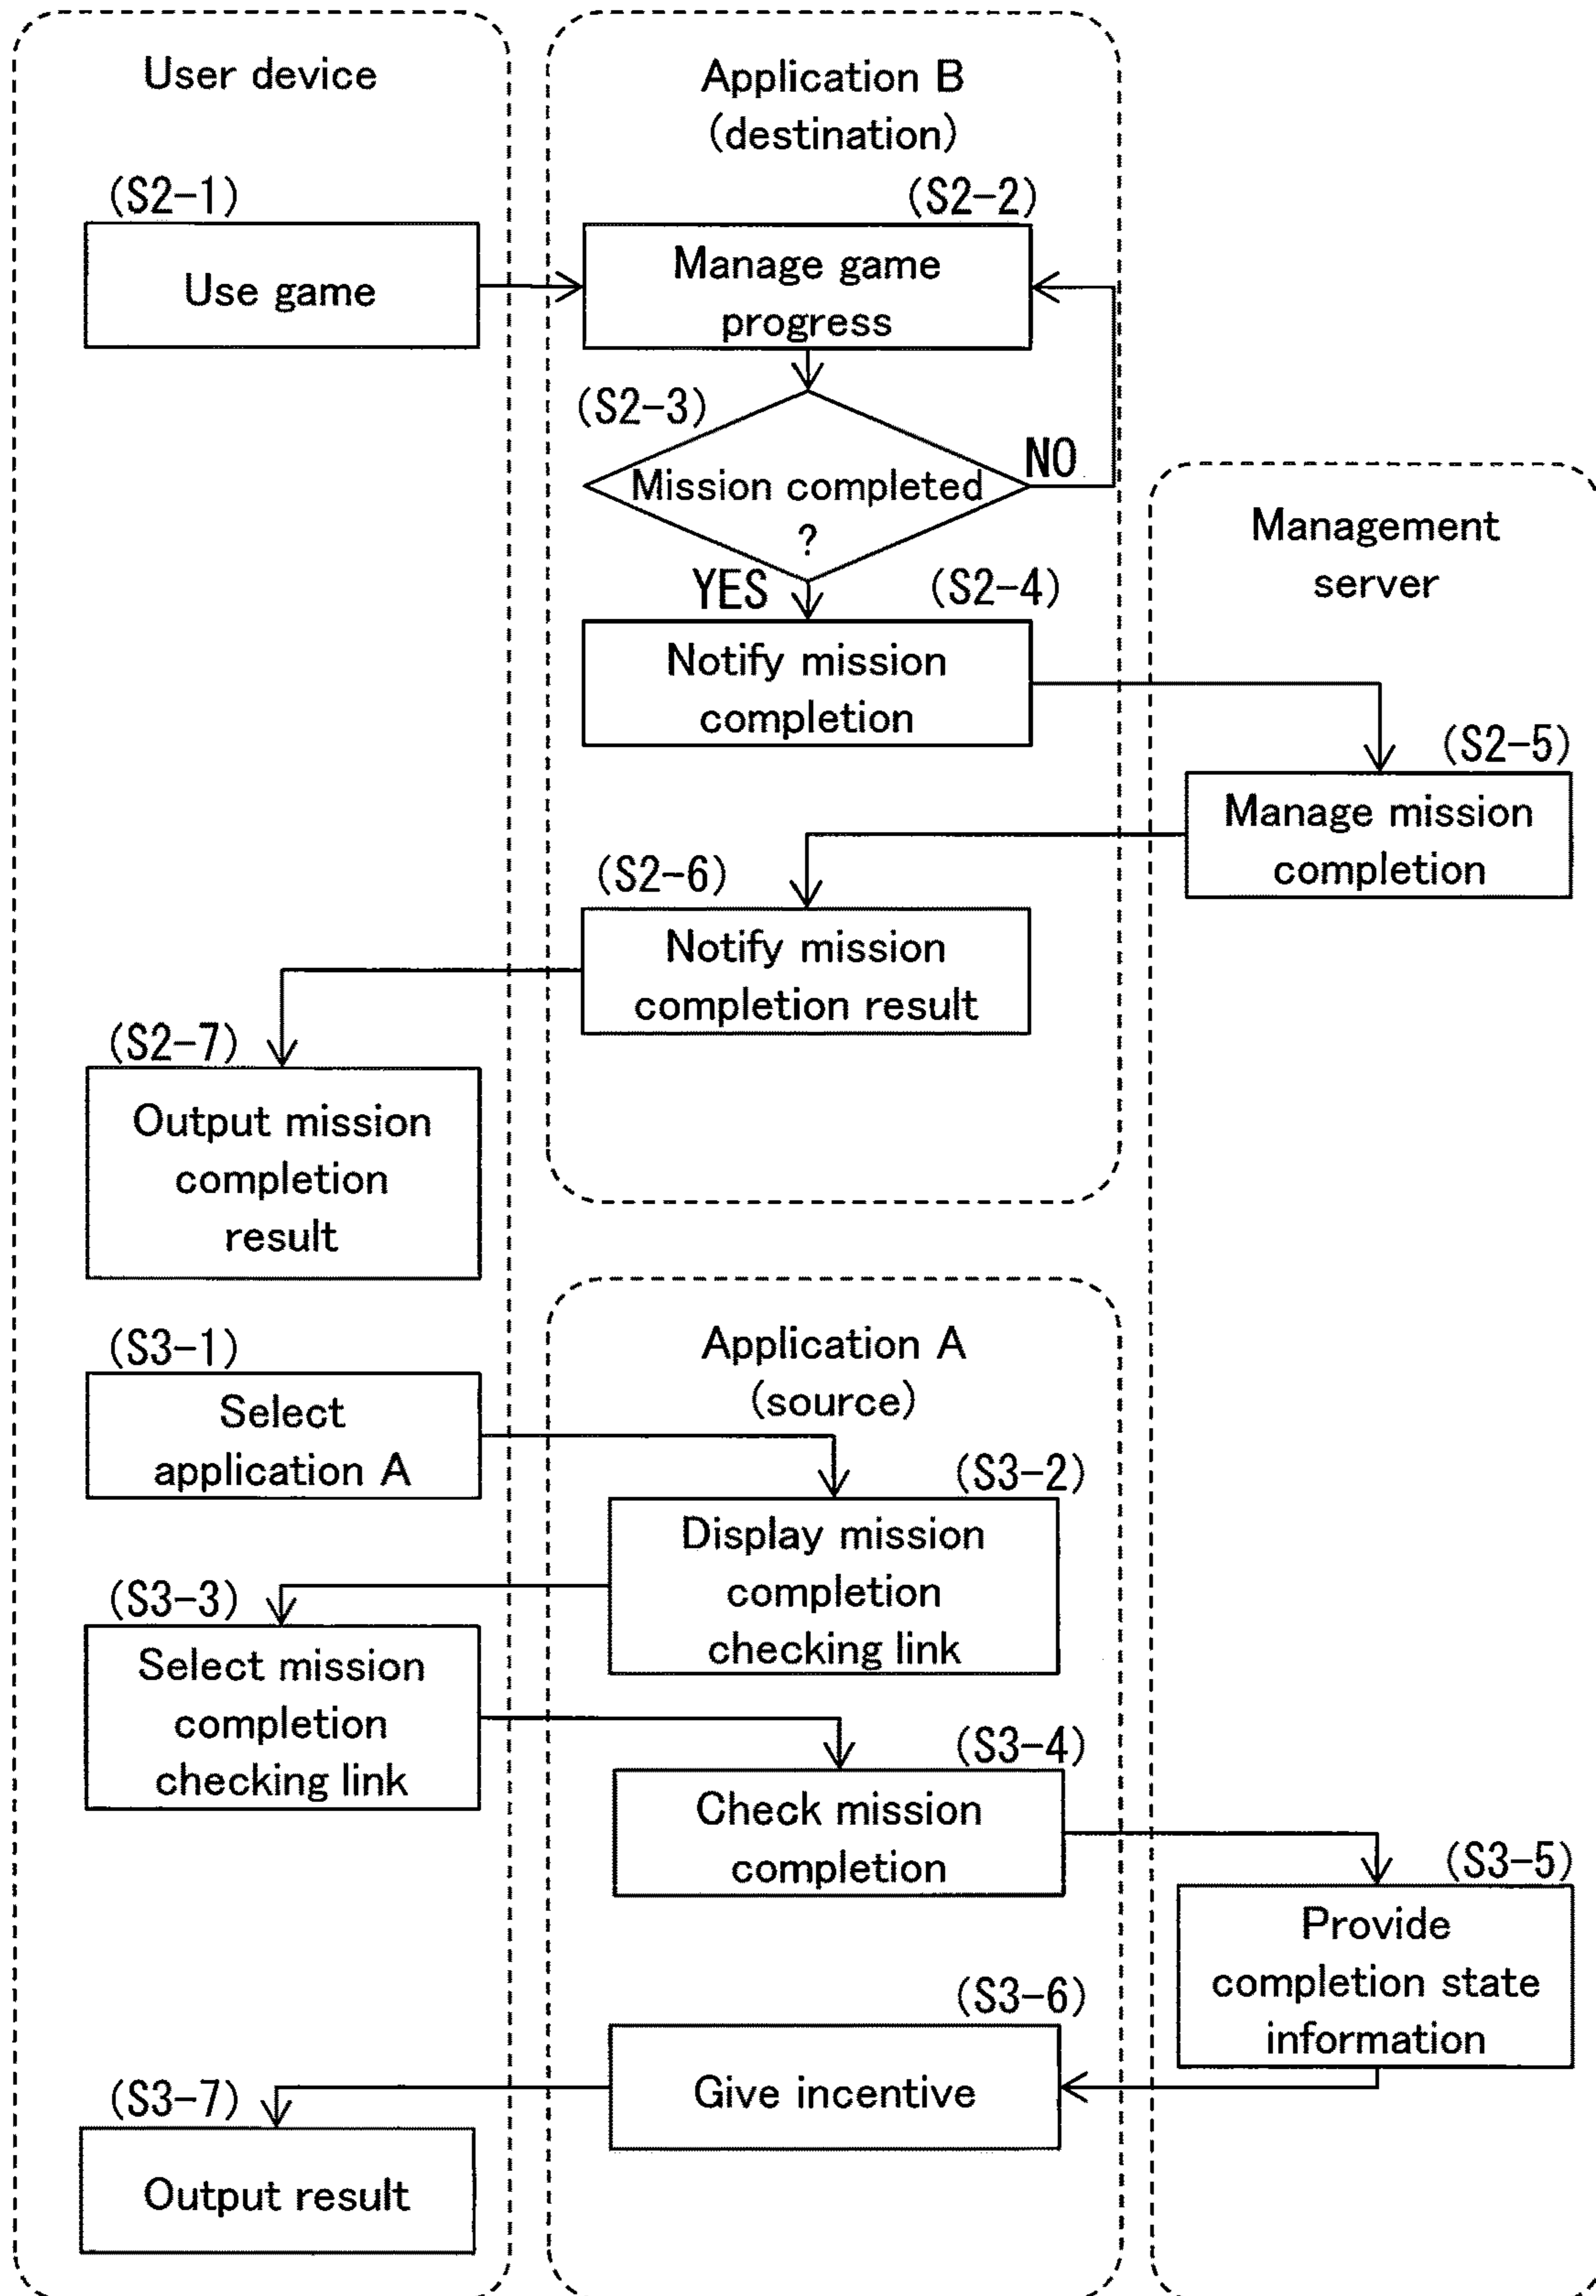 User device
Application B
(destination)
(S2-1)
Use game
(S2-2)
Manage game
progress
(S2-3)
Mission completed
?
NO
YES
Management
server
(S2-4)
Notify mission
completion
(S2-5)
Manage mission
completion
(S2-6)
Notify mission
completion result
(S2-7)
Output mission
completion
result
Application A
(source)
(S3-1)
Select
application A
(S3-2)
Display mission
completion
checking link
(S3-3)
Select mission
completion
checking link
(S3-4)
Check mission
completion
(S3-5)
Provide
completion state
information
(S3-6)
Give incentive
(S3-7)
Output result